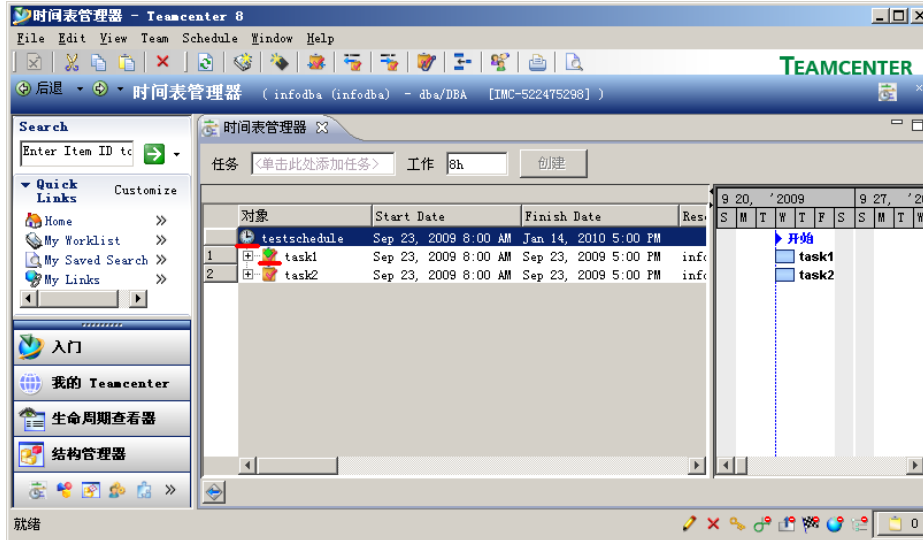 时间表管理器 - Teamcenter 8
File Edit View Team Schedule Window Help
TEAMCENTER
后退 时间表管理器 ( infodba (infodba) - dba/DBA [IMC-522475298] )
Search
Enter Item ID to
Quick Links Customize
Home
My Worklist
My Saved Search
My Links
入门
我的 Teamcenter
生命周期查看器
结构管理器
时间表管理器
任务 <单击此处添加任务> 工作 8h 创建
对象 Start Date Finish Date Res
testschedule Sep 23, 2009 8:00 AM Jan 14, 2010 5:00 PM
1 task1 Sep 23, 2009 8:00 AM Sep 23, 2009 5:00 PM info
2 task2 Sep 23, 2009 8:00 AM Sep 23, 2009 5:00 PM info
9 20, '2009 9 27, '20
S M T W T F S S M T W
开始
task1
task2
就绪
0